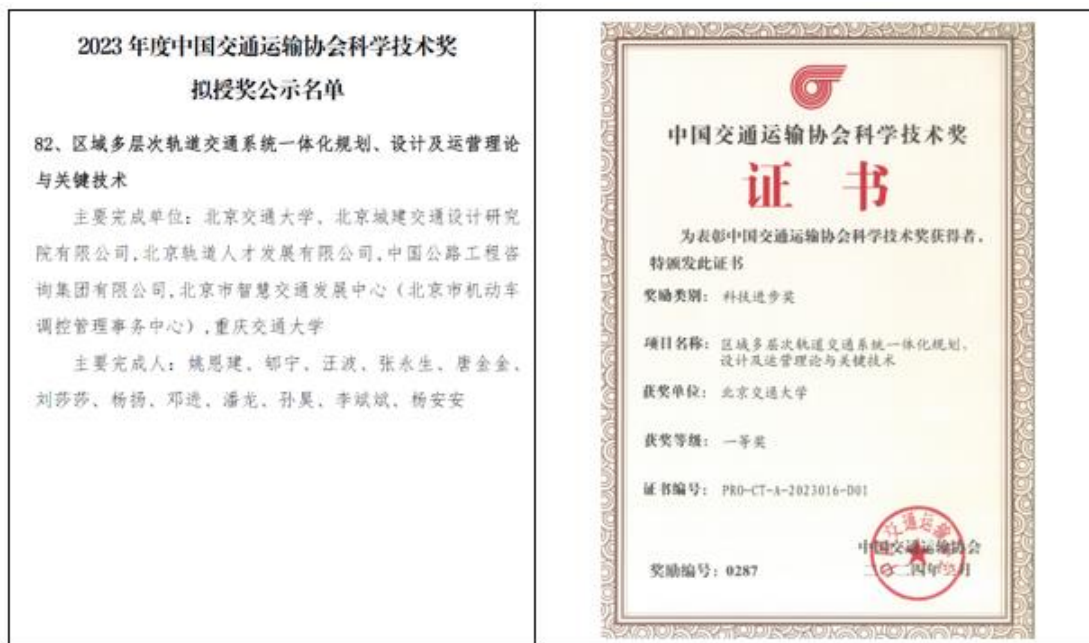 2023 年度中国交通运输协会科学技术奖
拟授奖公示名单
82、区域多层次轨道交通系统一体化规划、设计及运营理论
与关键技术
主要完成单位：北京交通大学、北京城建交通设计研究
院有限公司,北京轨道人才发展有限公司,中国公路工程咨
询集团有限公司,北京市智慧交通发展中心（北京市机动车
调控管理事务中心）,重庆交通大学
主要完成人：姚恩建、郇宁、汪波、张永生、唐金金、
刘莎莎、杨扬、邓进、潘龙、孙昊、李斌斌、杨安安
中国交通运输协会科学技术奖
证书
为表彰中国交通运输协会科学技术奖获得者，
特颁发此证书
奖励类别： 科技进步奖
项目名称： 区域多层次轨道交通系统一体化规划、
设计及运营理论与关键技术
获奖单位： 北京交通大学
获奖等级： 一等奖
证书编号： PRO-CT-A-2023016-D01
中国交通运输协会
二〇二四年 月
奖励编号：0287